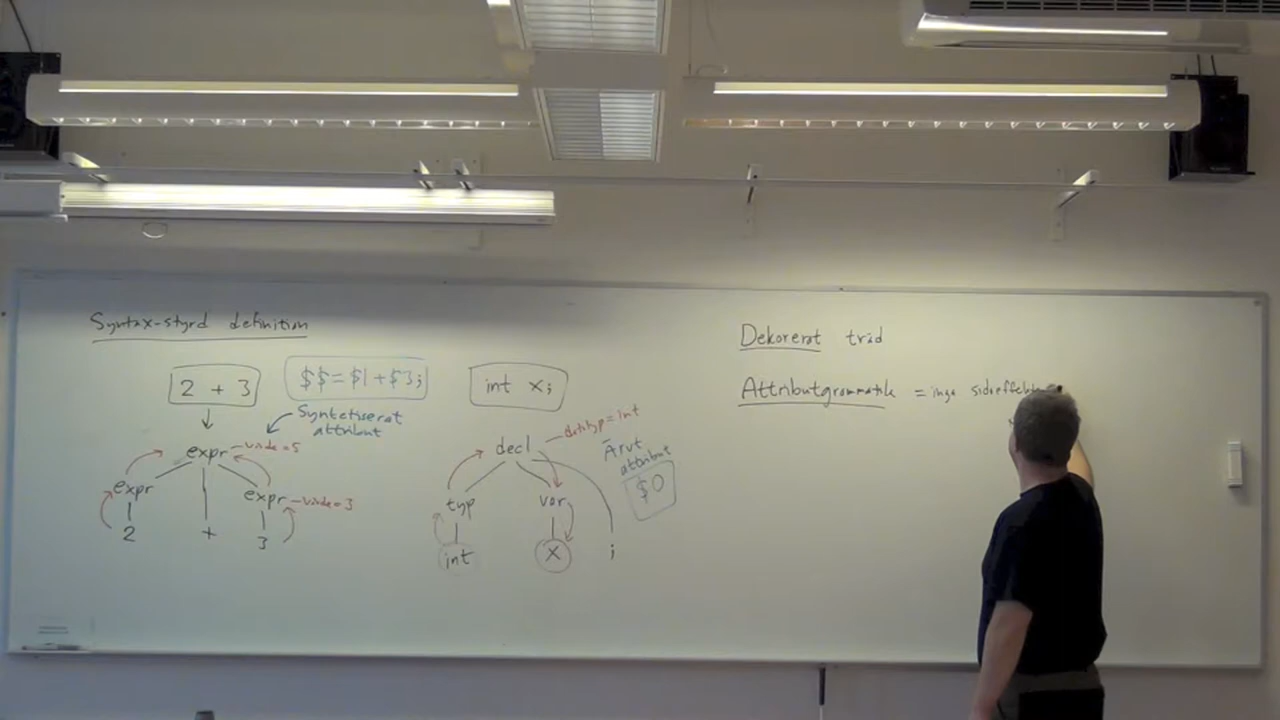 Syntax-styrd definition
2 + 3
$$ = $1 + $3;
Syntetiserat
attribut
expr
värde = 5
expr
expr
värde = 3
2
+
3
int x;
decl
datatyp = int
Ärvt
attribut
$0
typ
var
int
X
;
Dekorerat träd
Attributgrammatik = inga sidoeffekter